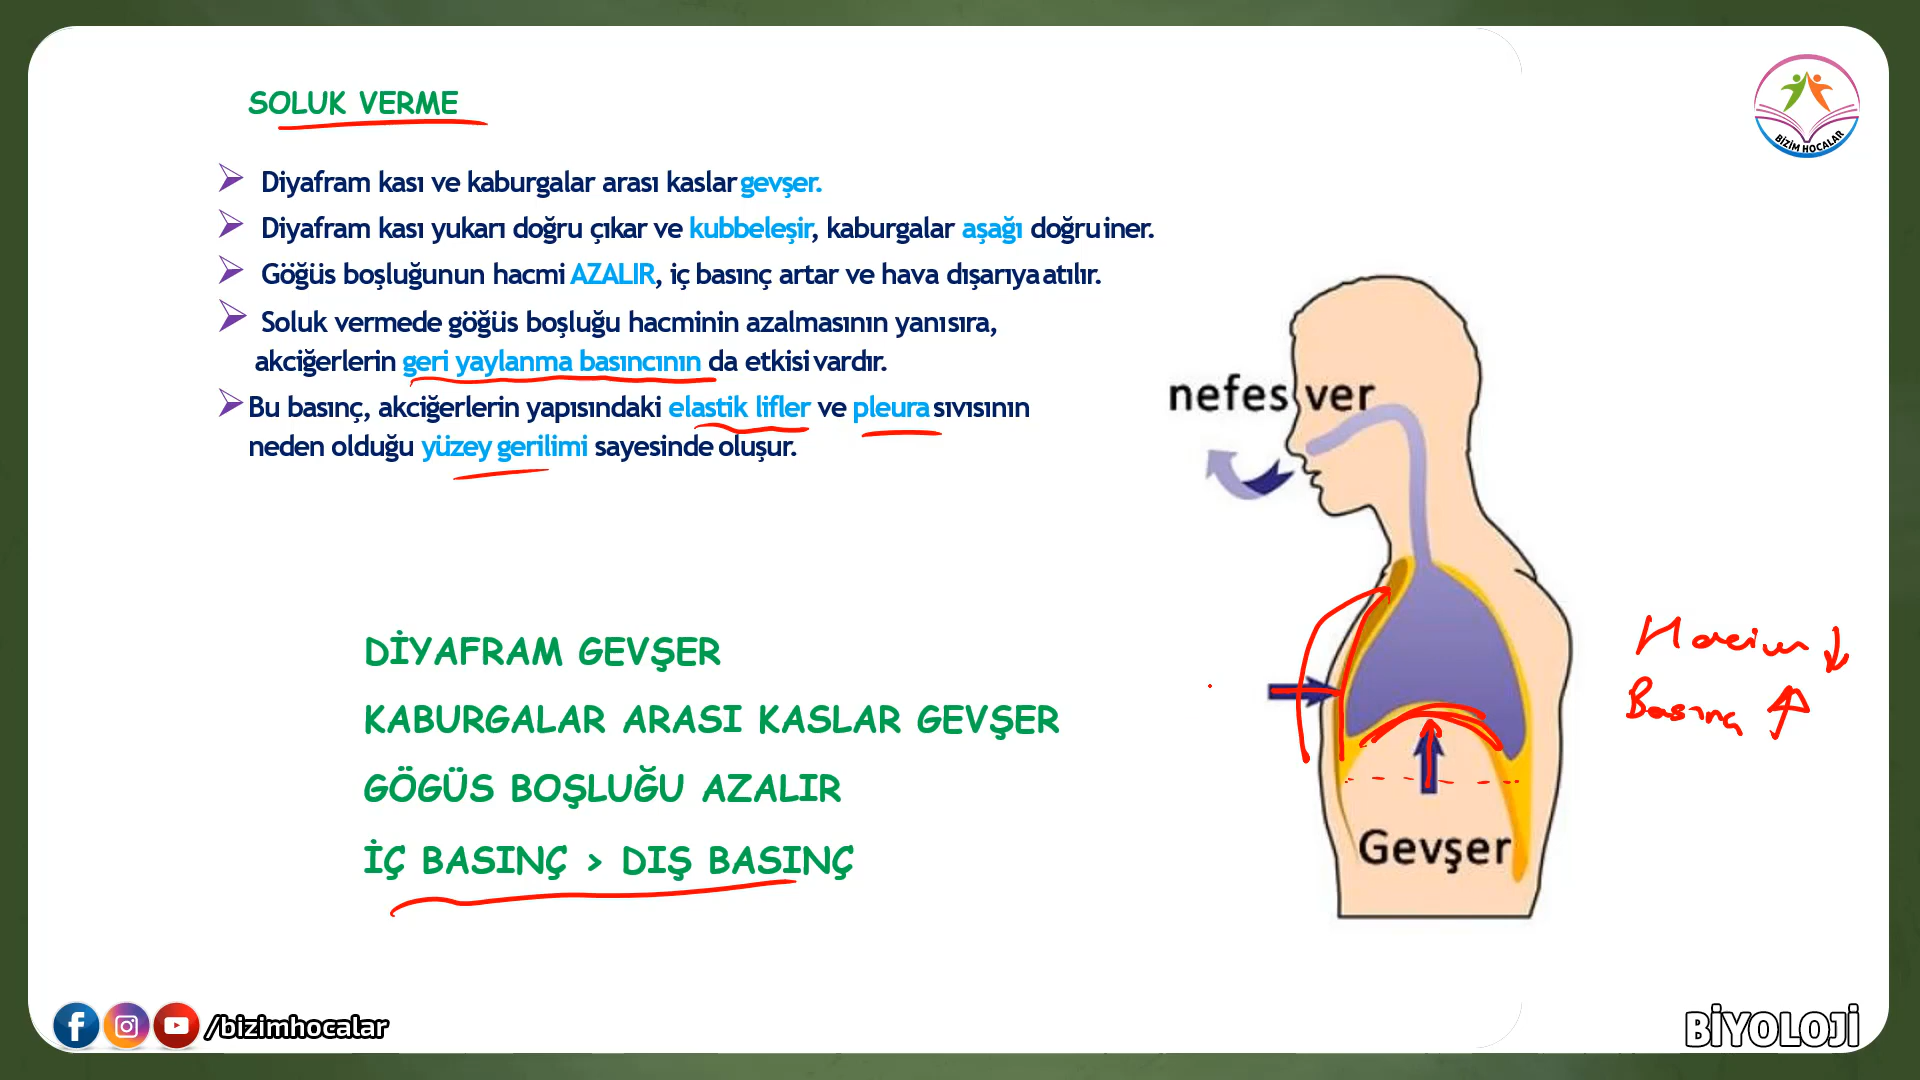 SOLUK VERME
Diyafram kası ve kaburgalar arası kaslar gevşer.
Diyafram kası yukarı doğru çıkar ve kubbeleşir, kaburgalar aşağı doğru iner.
Göğüs boşluğunun hacmi AZALIR, iç basınç artar ve hava dışarıya atılır.
Soluk vermede göğüs boşluğu hacminin azalmasının yanı sıra,
akciğerlerin geri yaylanma basıncının da etkisi vardır.
Bu basınç, akciğerlerin yapısındaki elastik lifler ve pleura sıvısının
neden olduğu yüzey gerilimi sayesinde oluşur.
DİYAFRAM GEVŞER
KABURGALAR ARASI KASLAR GEVŞER
GÖGÜS BOŞLUĞU AZALIR
İÇ BASINÇ > DIŞ BASINÇ
nefes ver
Gevşer
Hacim ↓
Basınç ↑
BİZİM HOCALAR
/bizimhocalar
BİYOLOJİ